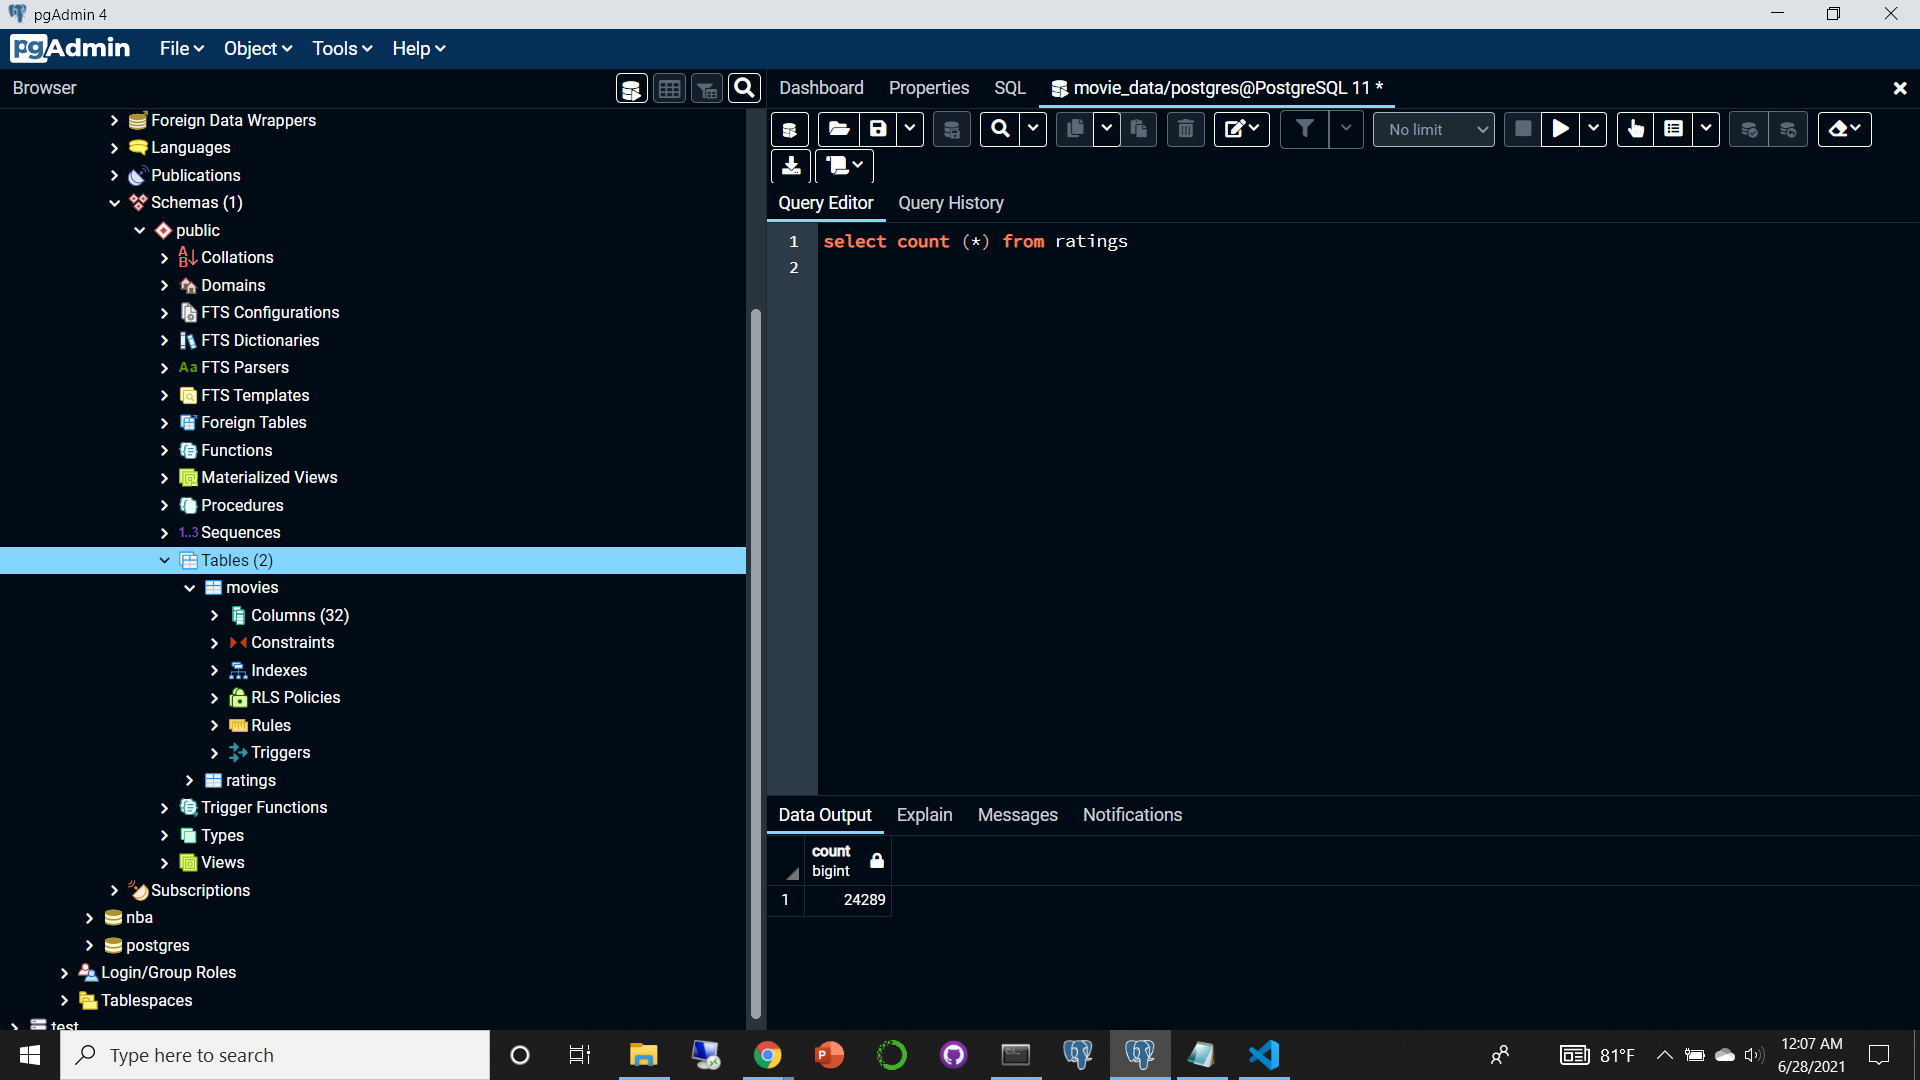 pgAdmin 4
pgAdmin File Object Tools Help
Browser
Dashboard Properties SQL movie_data/postgres@PostgreSQL 11 *
No limit
Foreign Data Wrappers
Languages
Publications
Schemas (1)
public
Collations
Domains
FTS Configurations
FTS Dictionaries
Aa FTS Parsers
FTS Templates
Foreign Tables
Functions
Materialized Views
Procedures
1..3 Sequences
Tables (2)
movies
Columns (32)
Constraints
Indexes
RLS Policies
Rules
Triggers
ratings
Trigger Functions
Types
Views
Subscriptions
nba
postgres
Login/Group Roles
Tablespaces
test
Query Editor Query History
1 select count (*) from ratings
2
Data Output Explain Messages Notifications
count
bigint
1 24289
Type here to search
81°F
12:07 AM
6/28/2021